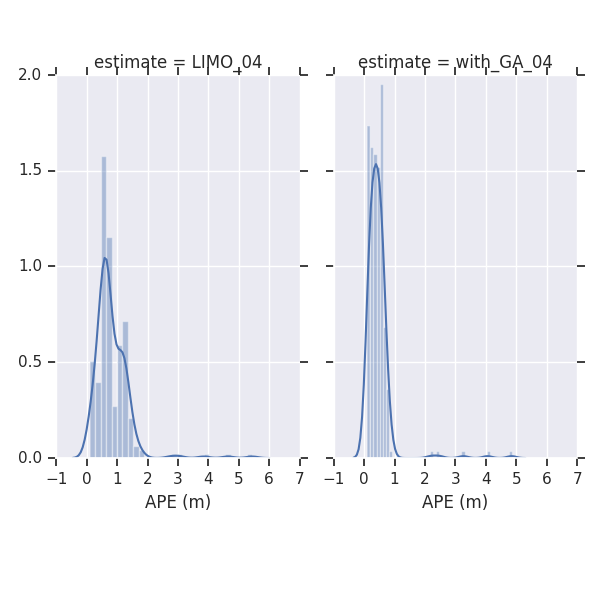 estimate = LIMO_04
estimate = with_GA_04
2.0
1.5
1.0
0.5
0.0
−1 0 1 2 3 4 5 6 7
−1 0 1 2 3 4 5 6 7
APE (m)
APE (m)